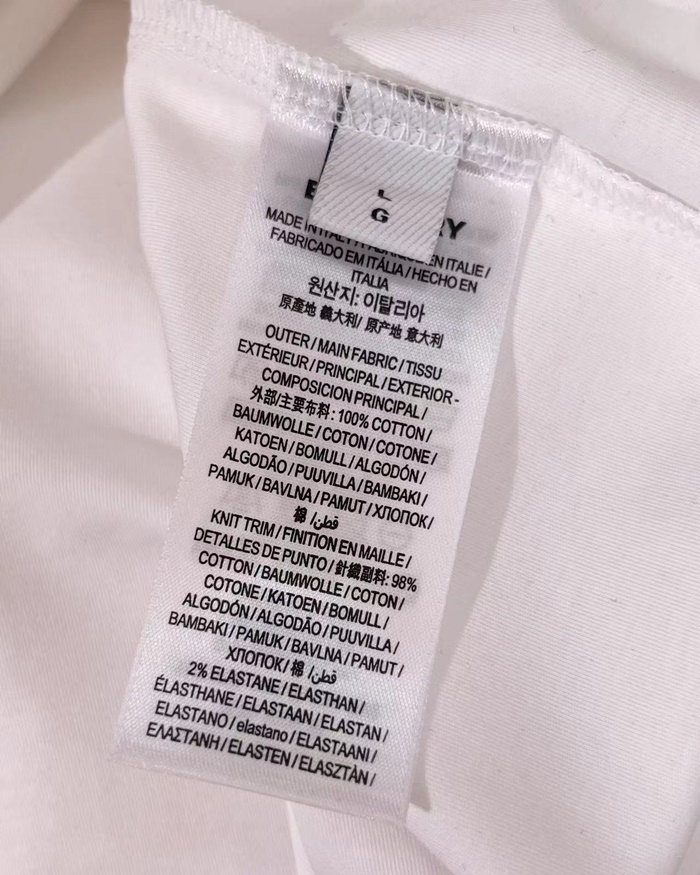 L
G
MADE IN ITALY / EN ITALIE /
FABRICADO EM ITÁLIA / HECHO EN
ITALIA
원산지: 이탈리아
原產地 義大利/ 原产地 意大利
OUTER / MAIN FABRIC / TISSU
EXTÉRIEUR / PRINCIPAL / EXTERIOR -
COMPOSICION PRINCIPAL /
外部/主要布料: 100% COTTON /
BAUMWOLLE / COTON / COTONE /
KATOEN / BOMULL / ALGODÓN /
ALGODÃO / PUUVILLA / BAMBAKI /
PAMUK / BAVLNA / PAMUT / ХЛОПОК /
棉 / قطن
KNIT TRIM / FINITION EN MAILLE /
DETALLES DE PUNTO / 針織副料: 98%
COTTON / BAUMWOLLE / COTON /
COTONE / KATOEN / BOMULL /
ALGODÓN / ALGODÃO / PUUVILLA /
BAMBAKI / PAMUK / BAVLNA / PAMUT /
ХЛОПОК / 棉 / قطن
2% ELASTANE / ELASTHAN /
ÉLASTHANE / ELASTAAN / ELASTAN /
ELASTANO / elastano / ELASTAANI /
ΕΛΑΣΤΑΝΗ / ELASTEN / ELASZTÀN /